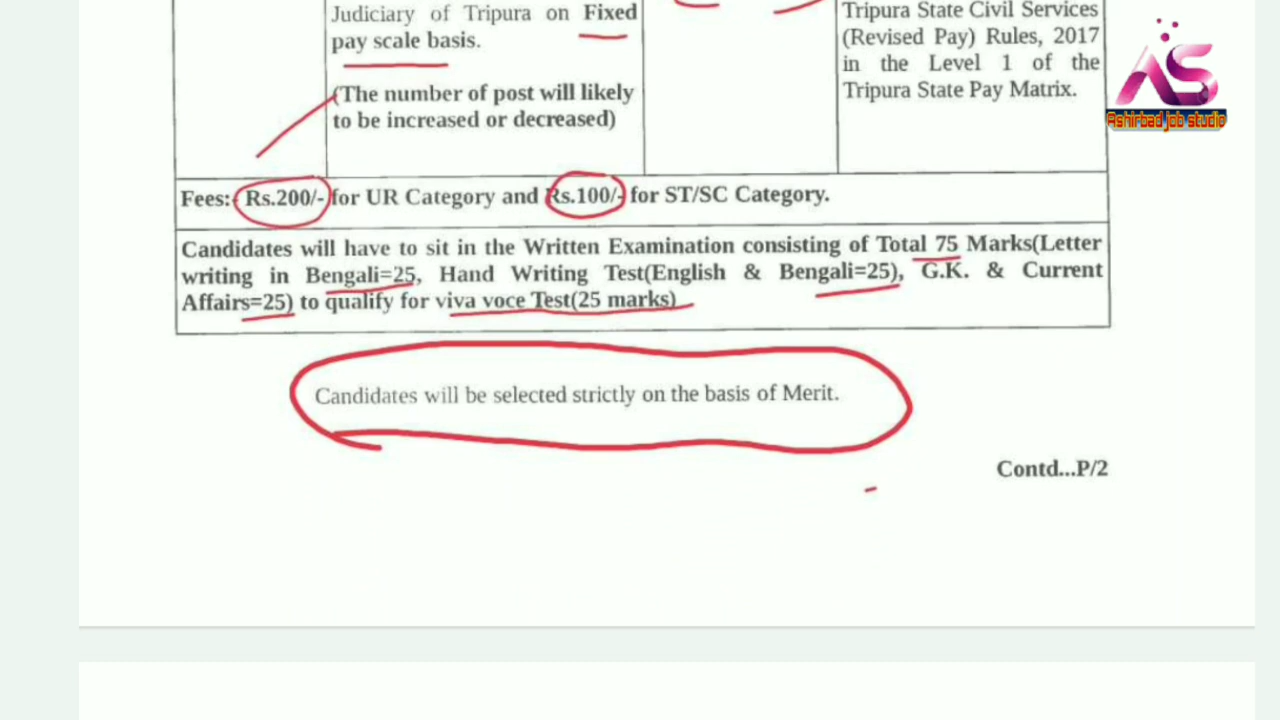 Judiciary of Tripura on Fixed
pay scale basis.
(The number of post will likely
to be increased or decreased)
Tripura State Civil Services
(Revised Pay) Rules, 2017
in the Level 1 of the
Tripura State Pay Matrix.
AS
Ashirbad job studio
Fees:- Rs.200/- for UR Category and Rs.100/- for ST/SC Category.
Candidates will have to sit in the Written Examination consisting of Total 75 Marks(Letter
writing in Bengali=25, Hand Writing Test(English & Bengali=25), G.K. & Current
Affairs=25) to qualify for viva voce Test(25 marks)
Candidates will be selected strictly on the basis of Merit.
Contd...P/2